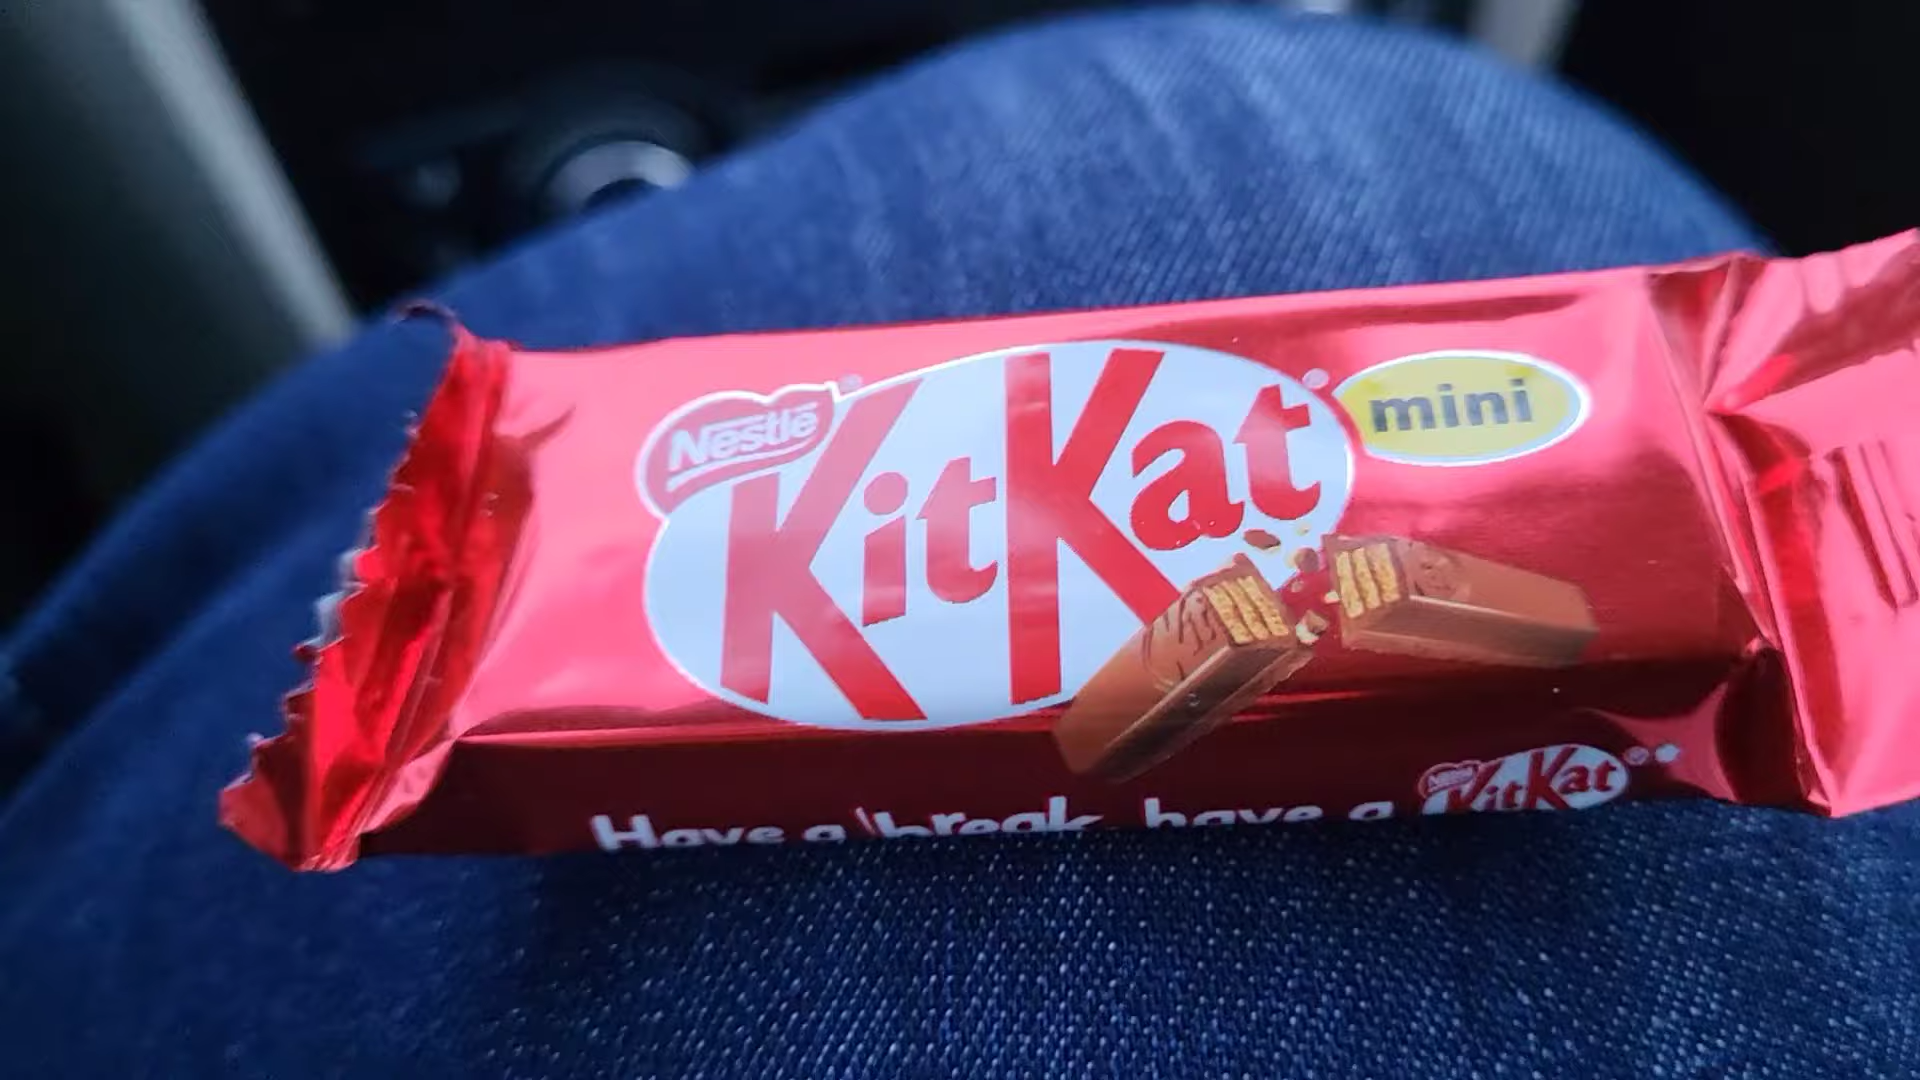 Nestlé
KitKat
mini
Have a break, have a KitKat